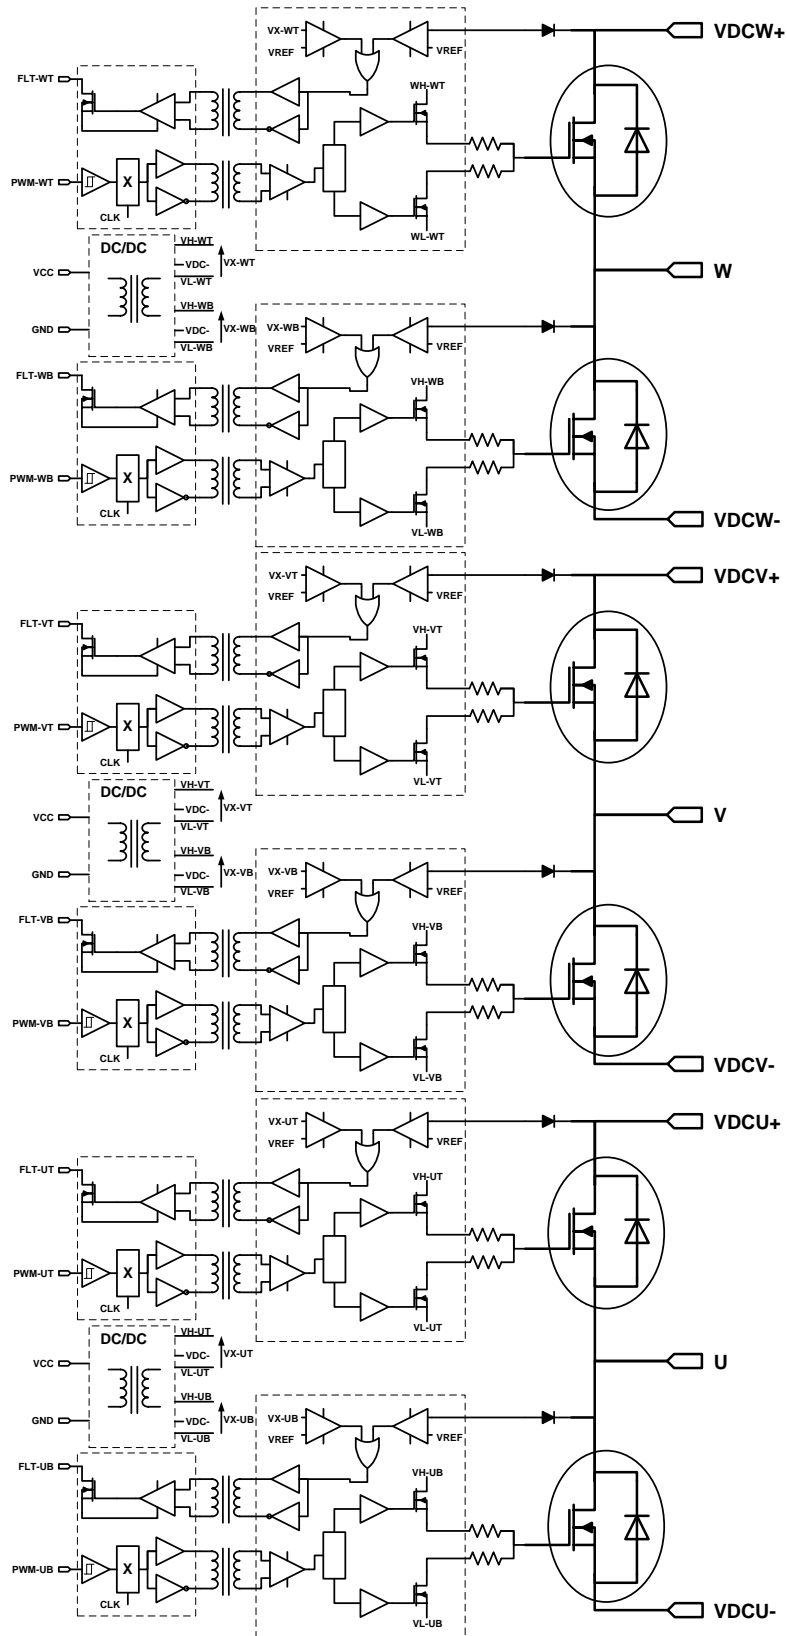 VX-WT
VREF
VREF
VDCW+
FLT-WT
WH-WT
PWM-WT
X
CLK
WL-WT
DC/DC
VH-WT
VCC
VDC-
VX-WT
VL-WT
W
VH-WB
GND
VDC-
VX-WB
VL-WB
VX-WB
VREF
VREF
FLT-WB
VH-WB
PWM-WB
X
CLK
VL-WB
VDCW-
VX-VT
VREF
VREF
VDCV+
FLT-VT
VH-VT
PWM-VT
X
CLK
VL-VT
DC/DC
VH-VT
VCC
VDC-
VX-VT
VL-VT
V
VH-VB
GND
VDC-
VX-VB
VL-VB
VX-VB
VREF
VREF
FLT-VB
VH-VB
PWM-VB
X
CLK
VL-VB
VDCV-
VX-UT
VREF
VREF
VDCU+
FLT-UT
VH-UT
PWM-UT
X
CLK
VL-UT
DC/DC
VH-UT
VCC
VDC-
VX-UT
VL-UT
U
VH-UB
GND
VDC-
VX-UB
VL-UB
VX-UB
VREF
VREF
FLT-UB
VH-UB
PWM-UB
X
CLK
VL-UB
VDCU-